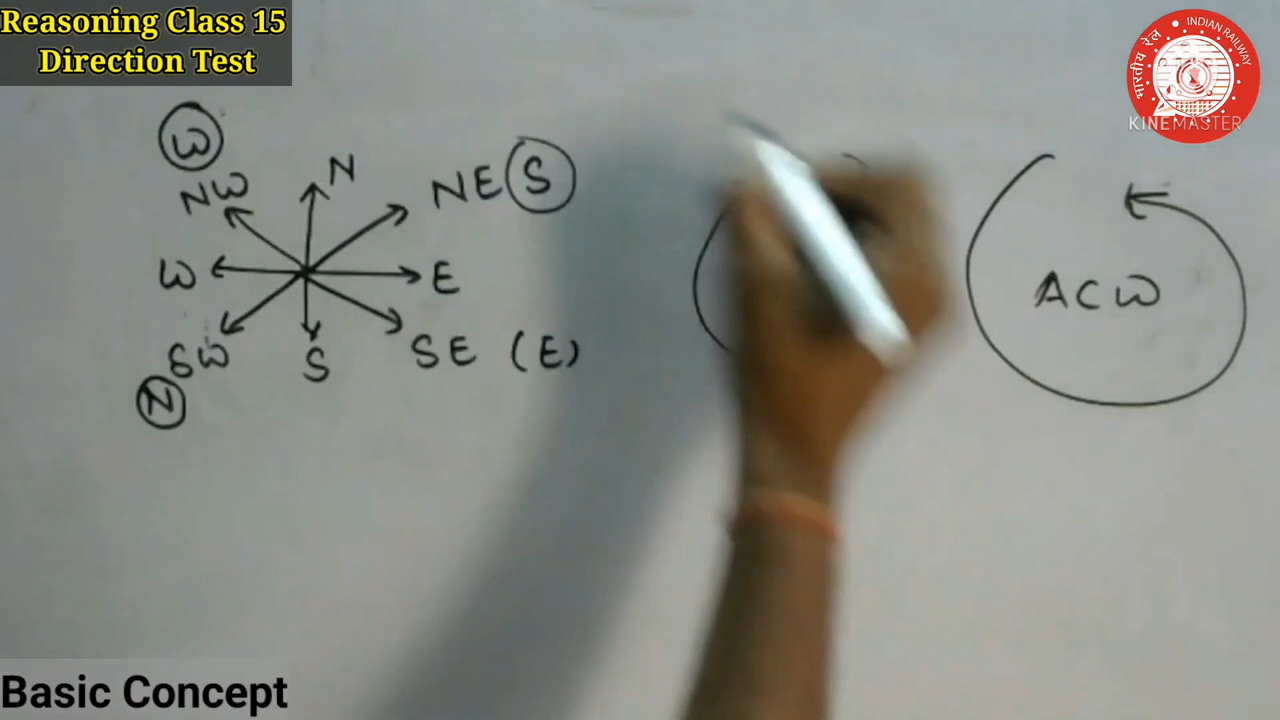 Reasoning Class 15
Direction Test
भारतीय रेल INDIAN RAILWAY
KINEMASTER
W
NW
N
NE S
W
E
SW
S
SE (E)
N
ACW
Basic Concept